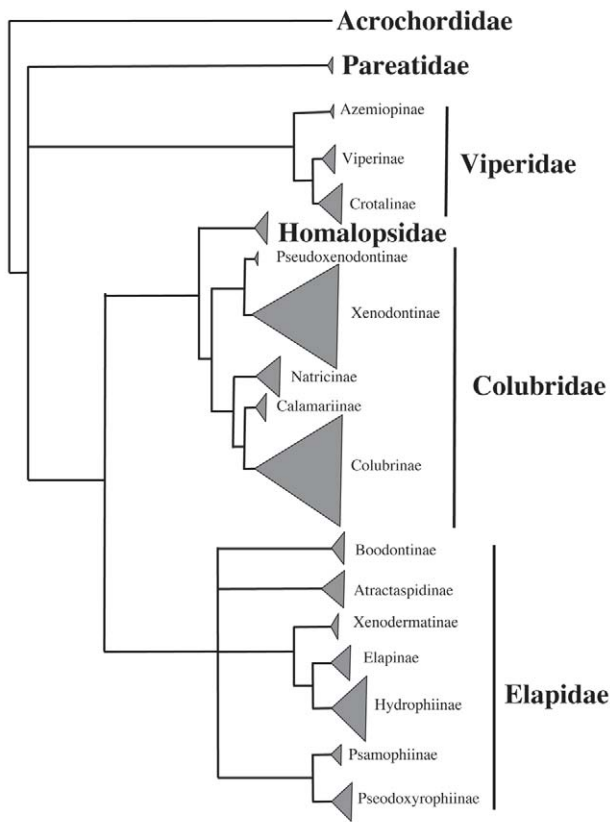 Acrochordidae
Pareatidae
Azemiopinae
Viperinae
Viperidae
Crotalinae
Homalopsidae
Pseudoxenodontinae
Xenodontinae
Natricinae
Colubridae
Calamariinae
Colubrinae
Boodontinae
Atractaspidinae
Xenodermatinae
Elapinae
Elapidae
Hydrophiinae
Psamophiinae
Pseodoxyrophiinae